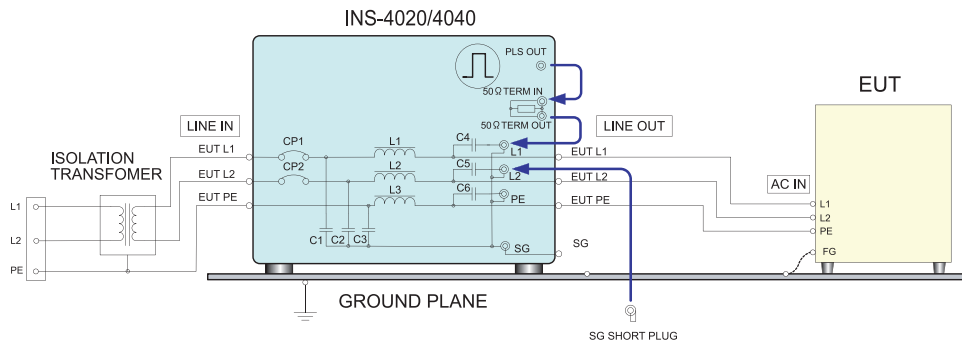 INS-4020/4040
PLS OUT
50Ω TERM IN
50Ω TERM OUT
EUT
LINE IN
LINE OUT
CP1
L1
C4
L1
EUT L1
EUT L1
ISOLATION
TRANSFOMER
CP2
L2
C5
L2
EUT L2
EUT L2
AC IN
L3
C6
PE
EUT PE
EUT PE
L1
L2
PE
L1
L2
PE
C1
C2
C3
SG
SG
FG
GROUND PLANE
SG SHORT PLUG